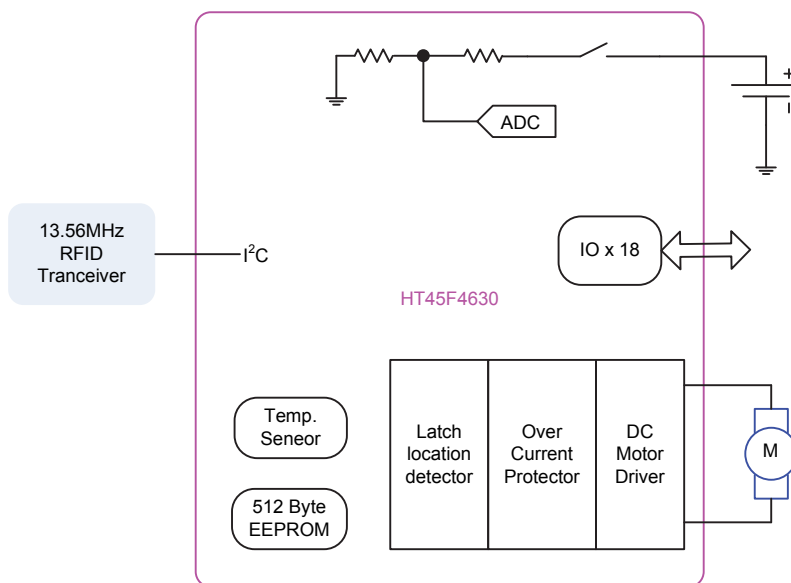 ADC
+
13.56MHz
RFID
Tranceiver
I²C
IO x 18
HT45F4630
Temp.
Seneor
512 Byte
EEPROM
Latch
location
detector
Over
Current
Protector
DC
Motor
Driver
M